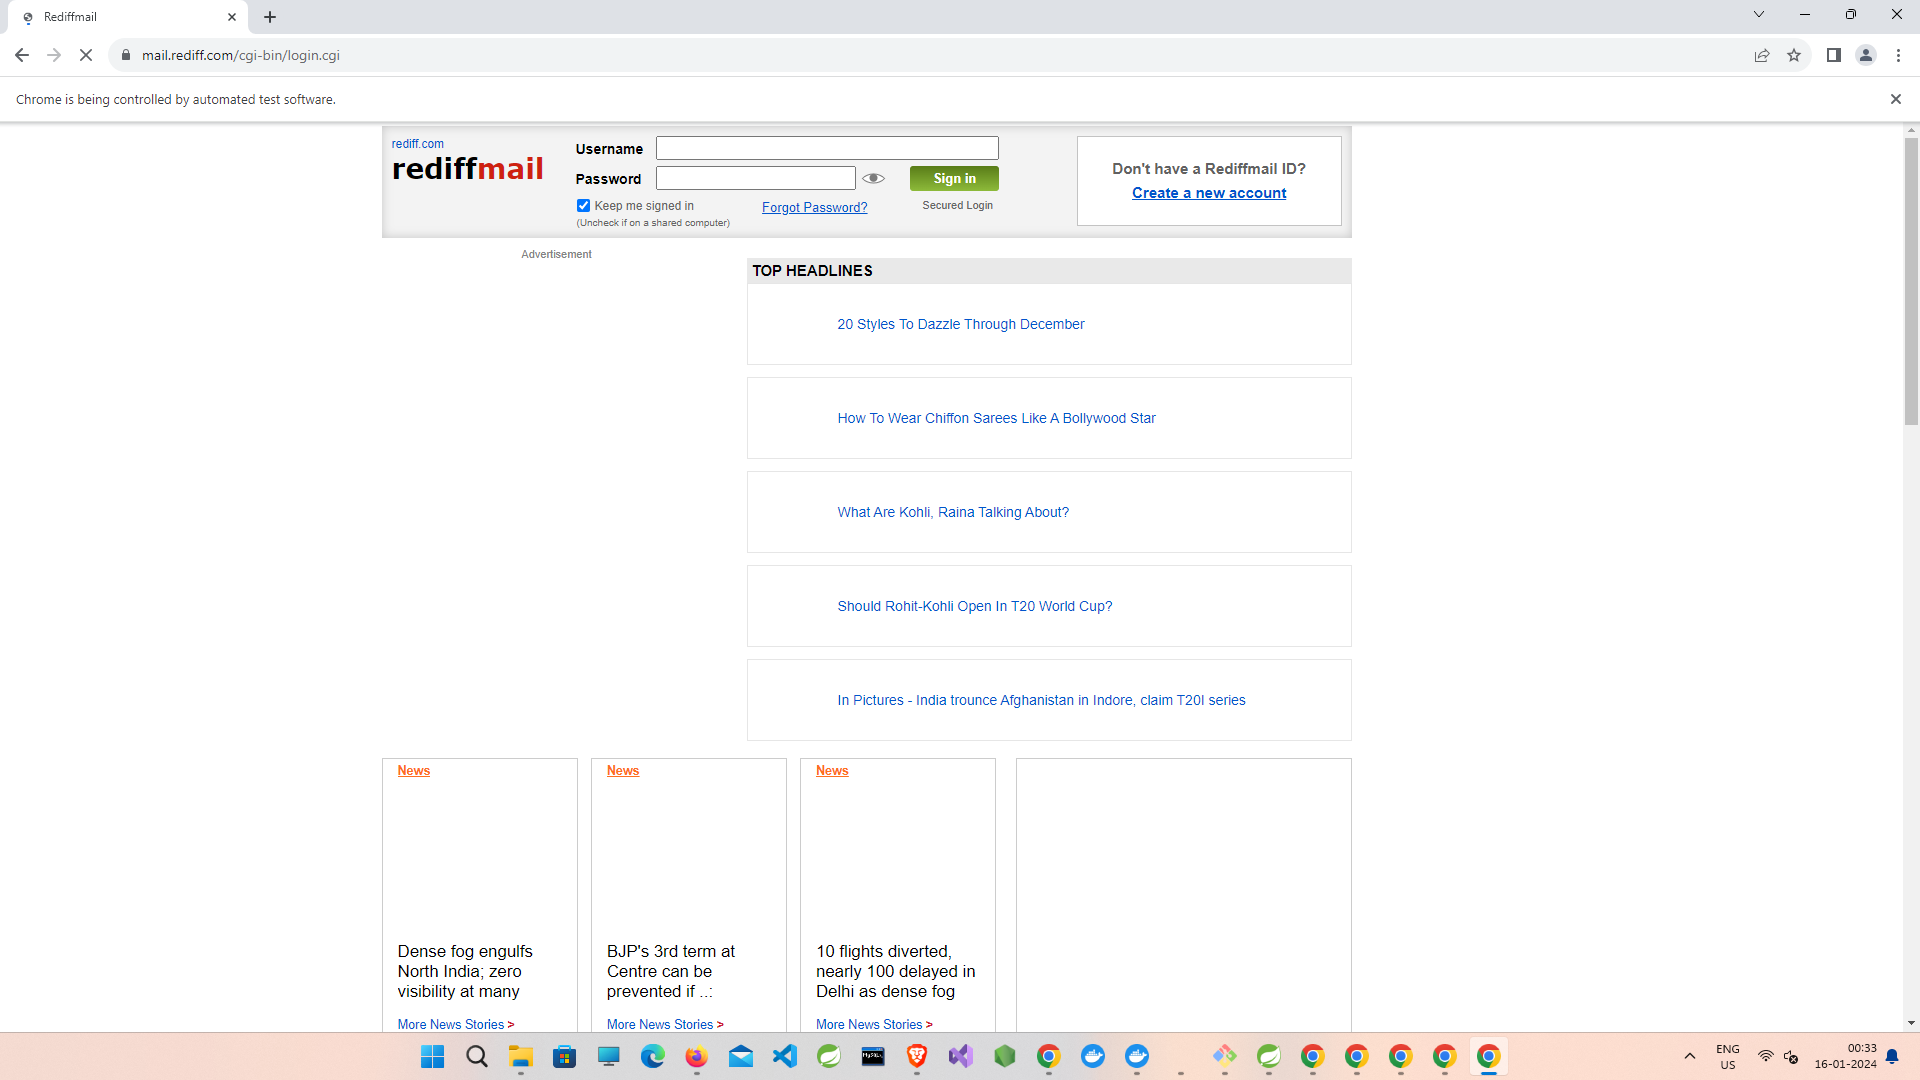 Rediffmail
mail.rediff.com/cgi-bin/login.cgi
Chrome is being controlled by automated test software.
rediff.com
rediffmail
Username
Password
Sign in
Keep me signed in
(Uncheck if on a shared computer)
Forgot Password?
Secured Login
Don't have a Rediffmail ID?
Create a new account
Advertisement
TOP HEADLINES
20 Styles To Dazzle Through December
How To Wear Chiffon Sarees Like A Bollywood Star
What Are Kohli, Raina Talking About?
Should Rohit-Kohli Open In T20 World Cup?
In Pictures - India trounce Afghanistan in Indore, claim T20I series
News
Dense fog engulfs
North India; zero
visibility at many
More News Stories >
News
BJP's 3rd term at
Centre can be
prevented if ..:
More News Stories >
News
10 flights diverted,
nearly 100 delayed in
Delhi as dense fog
More News Stories >
MySQL
ENG
US
00:33
16-01-2024